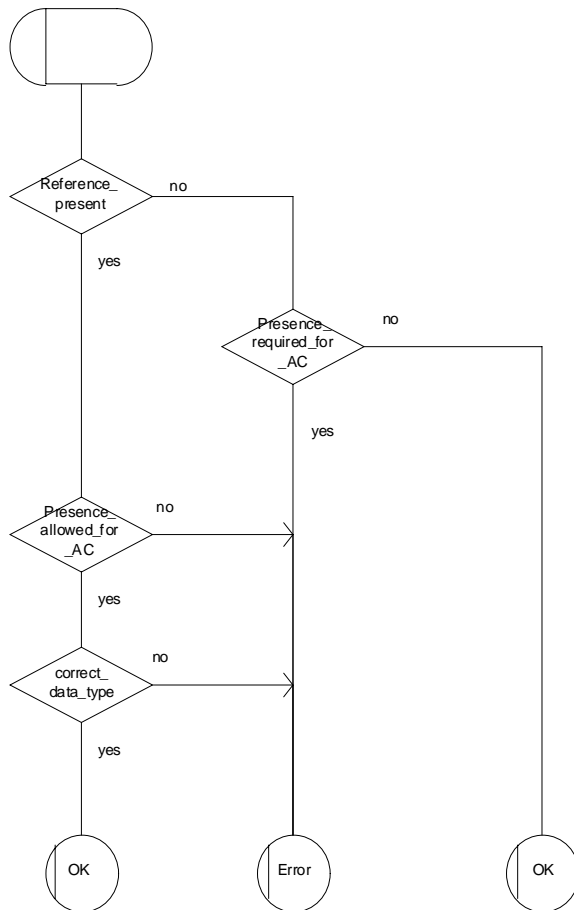 Reference_
present
no
yes
Presence_
required_for
_AC
no
yes
Presence_
allowed_for
_AC
no
yes
correct_
data_type
no
yes
OK
Error
OK